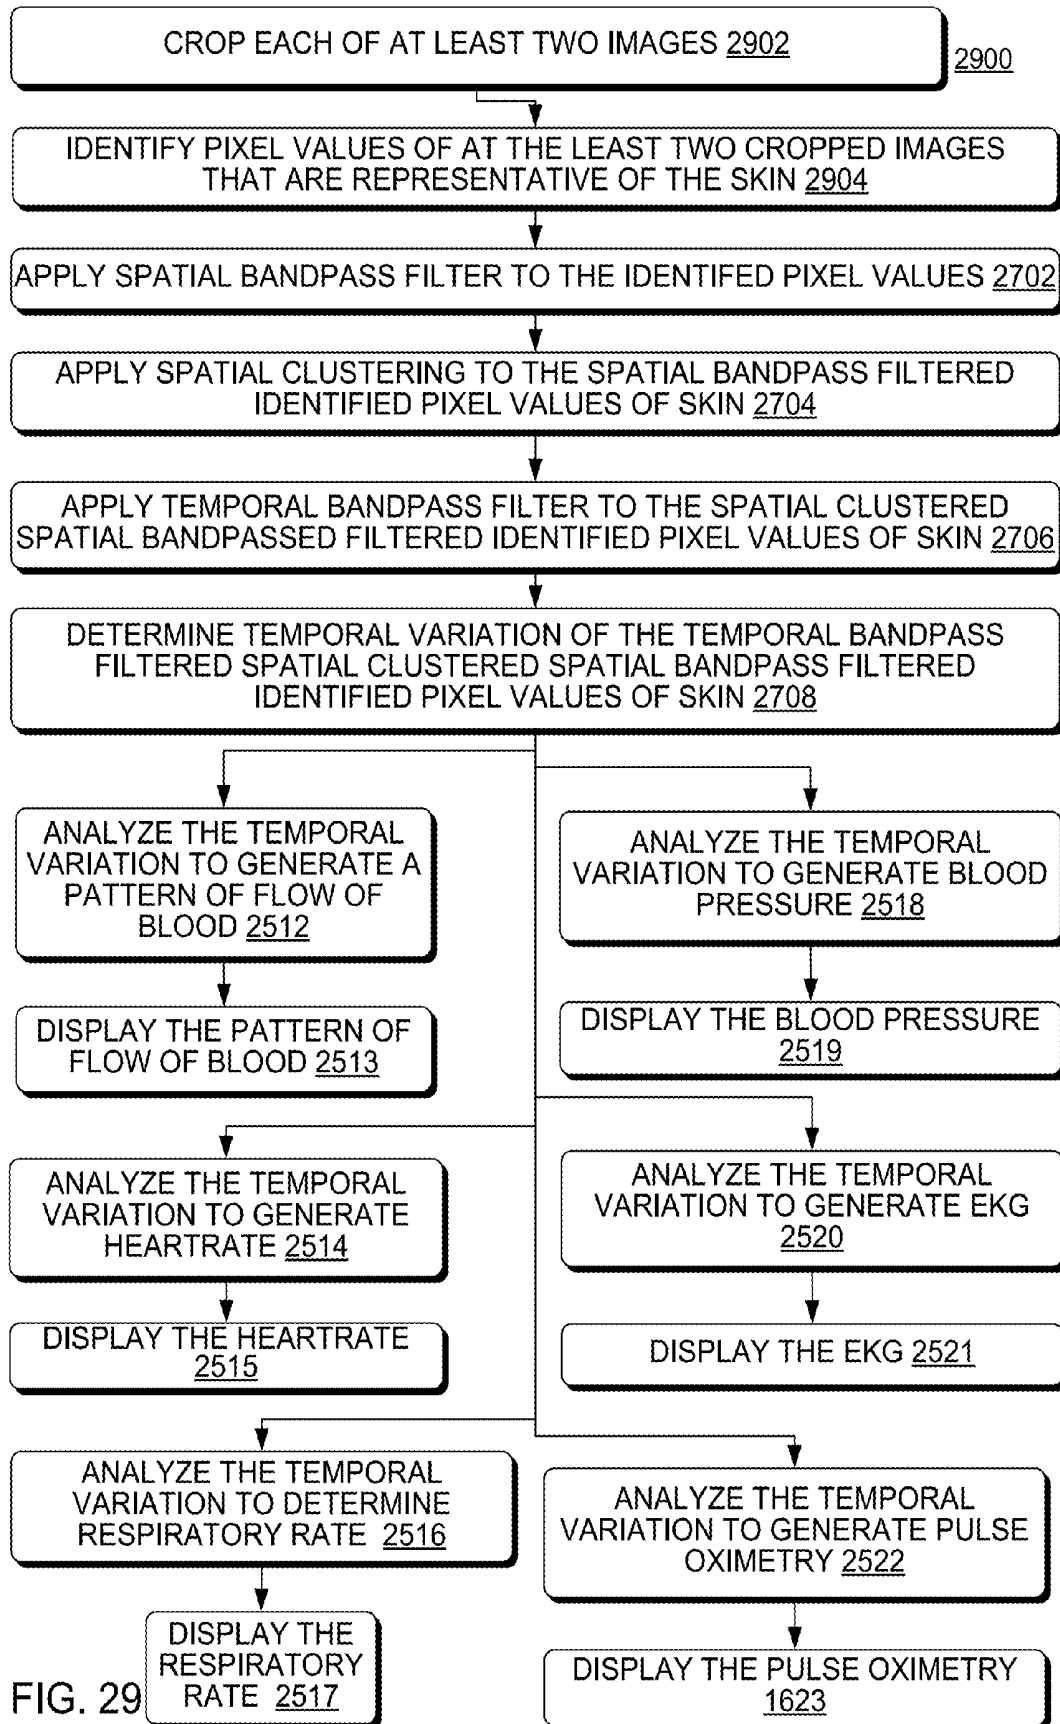 CROP EACH OF AT LEAST TWO IMAGES 2902
2900
IDENTIFY PIXEL VALUES OF AT THE LEAST TWO CROPPED IMAGES
THAT ARE REPRESENTATIVE OF THE SKIN 2904
APPLY SPATIAL BANDPASS FILTER TO THE IDENTIFED PIXEL VALUES 2702
APPLY SPATIAL CLUSTERING TO THE SPATIAL BANDPASS FILTERED
IDENTIFIED PIXEL VALUES OF SKIN 2704
APPLY TEMPORAL BANDPASS FILTER TO THE SPATIAL CLUSTERED
SPATIAL BANDPASSED FILTERED IDENTIFIED PIXEL VALUES OF SKIN 2706
DETERMINE TEMPORAL VARIATION OF THE TEMPORAL BANDPASS
FILTERED SPATIAL CLUSTERED SPATIAL BANDPASS FILTERED
IDENTIFIED PIXEL VALUES OF SKIN 2708
ANALYZE THE TEMPORAL
VARIATION TO GENERATE A
PATTERN OF FLOW OF
BLOOD 2512
ANALYZE THE TEMPORAL
VARIATION TO GENERATE BLOOD
PRESSURE 2518
DISPLAY THE PATTERN OF
FLOW OF BLOOD 2513
DISPLAY THE BLOOD PRESSURE
2519
ANALYZE THE TEMPORAL
VARIATION TO GENERATE
HEARTRATE 2514
ANALYZE THE TEMPORAL
VARIATION TO GENERATE EKG
2520
DISPLAY THE HEARTRATE
2515
DISPLAY THE EKG 2521
ANALYZE THE TEMPORAL
VARIATION TO DETERMINE
RESPIRATORY RATE 2516
ANALYZE THE TEMPORAL
VARIATION TO GENERATE PULSE
OXIMETRY 2522
DISPLAY THE
RESPIRATORY
RATE 2517
DISPLAY THE PULSE OXIMETRY
1623
FIG. 29